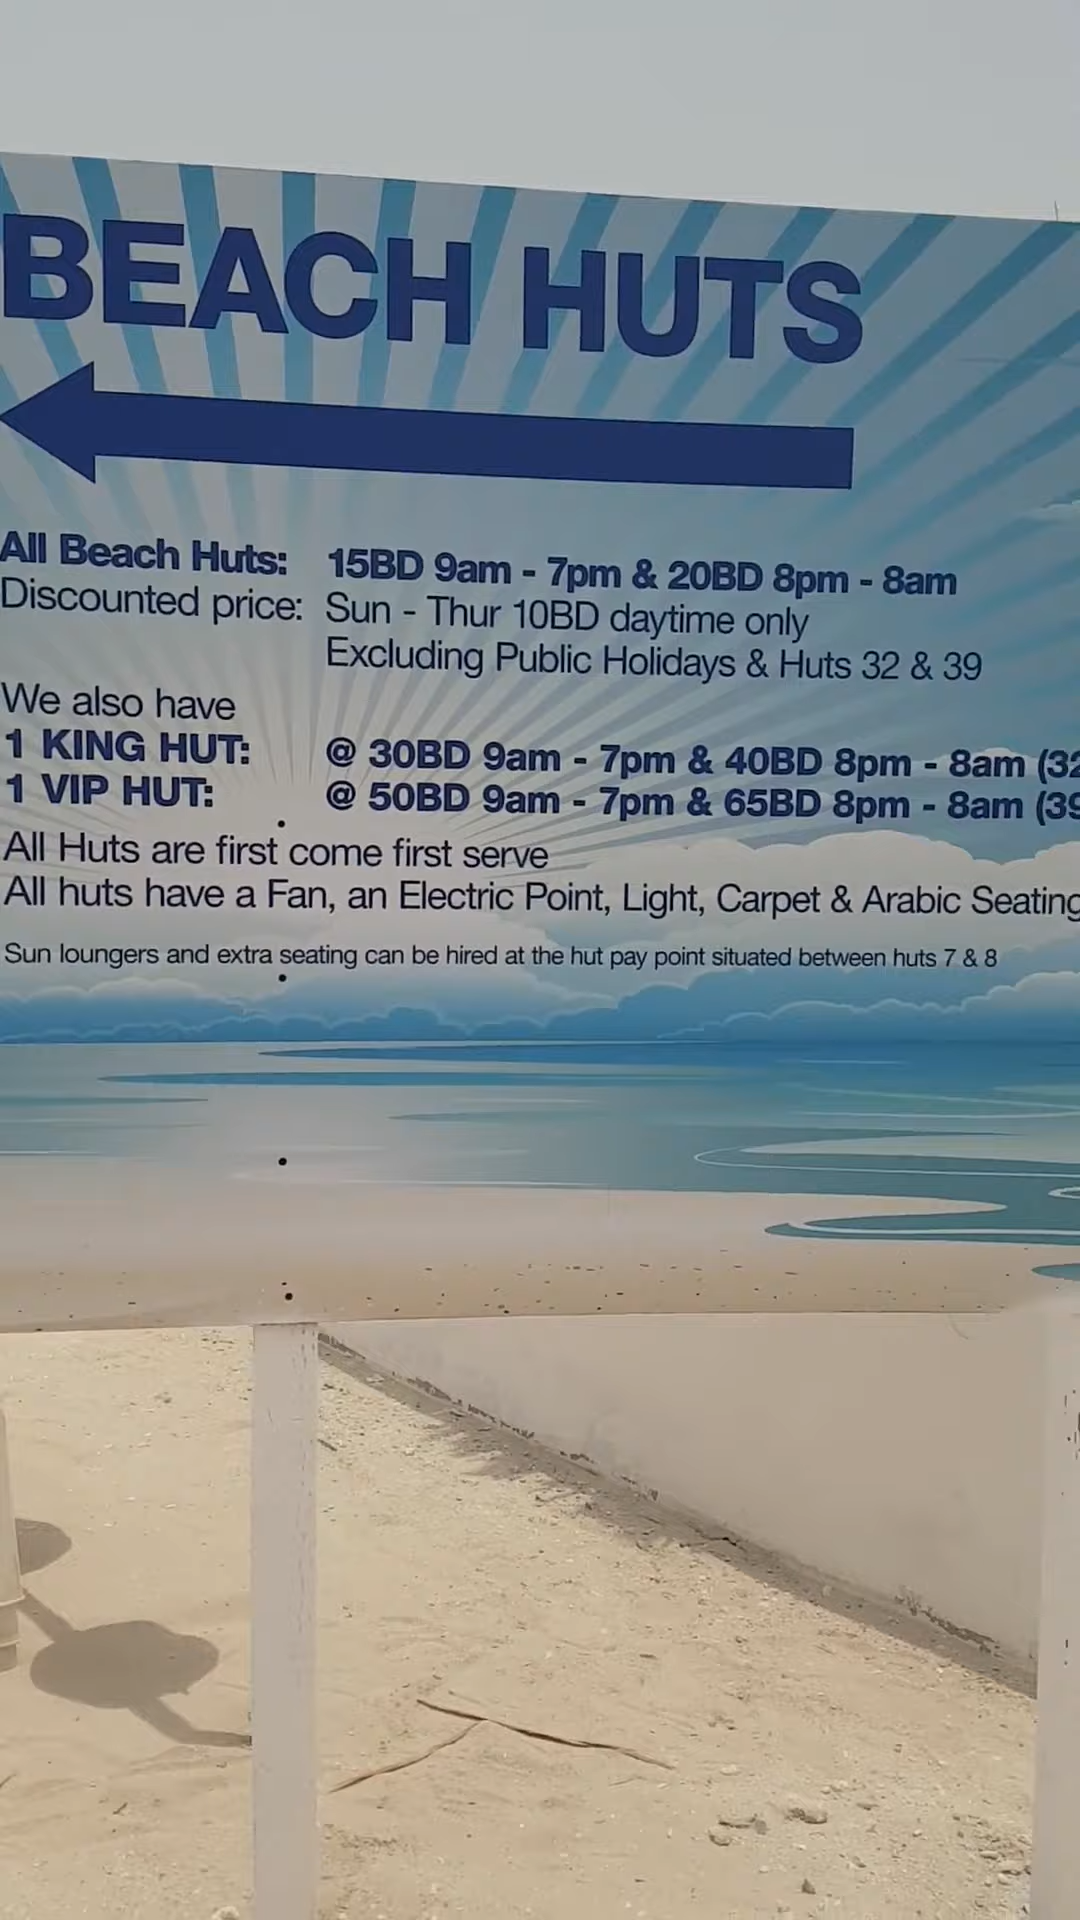 BEACH HUTS
All Beach Huts: 15BD 9am - 7pm & 20BD 8pm - 8am
Discounted price: Sun - Thur 10BD daytime only
Excluding Public Holidays & Huts 32 & 39
We also have
1 KING HUT: @ 30BD 9am - 7pm & 40BD 8pm - 8am (32
1 VIP HUT: @ 50BD 9am - 7pm & 65BD 8pm - 8am (39
All Huts are first come first serve
All huts have a Fan, an Electric Point, Light, Carpet & Arabic Seating
Sun loungers and extra seating can be hired at the hut pay point situated between huts 7 & 8